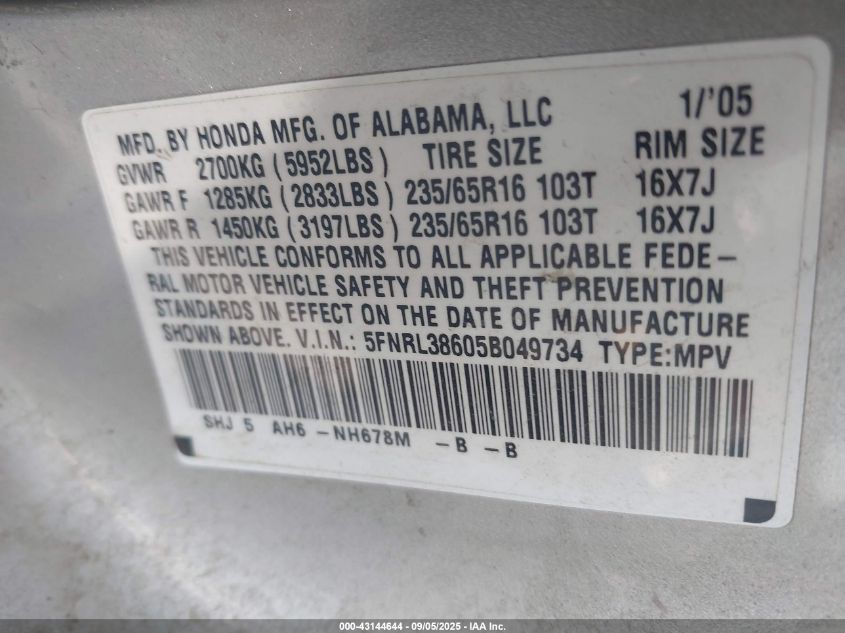 MFD. BY HONDA MFG. OF ALABAMA, LLC 1/'05
GVWR 2700KG (5952LBS) TIRE SIZE RIM SIZE
GAWR F 1285KG (2833LBS) 235/65R16 103T 16X7J
GAWR R 1450KG (3197LBS) 235/65R16 103T 16X7J
THIS VEHICLE CONFORMS TO ALL APPLICABLE FEDE-
RAL MOTOR VEHICLE SAFETY AND THEFT PREVENTION
STANDARDS IN EFFECT ON THE DATE OF MANUFACTURE
SHOWN ABOVE. V.I.N.: 5FNRL38605B049734 TYPE:MPV
SHJ 5 AH6 -NH678M -B -B
000-43144644 - 09/05/2025 - IAA Inc.